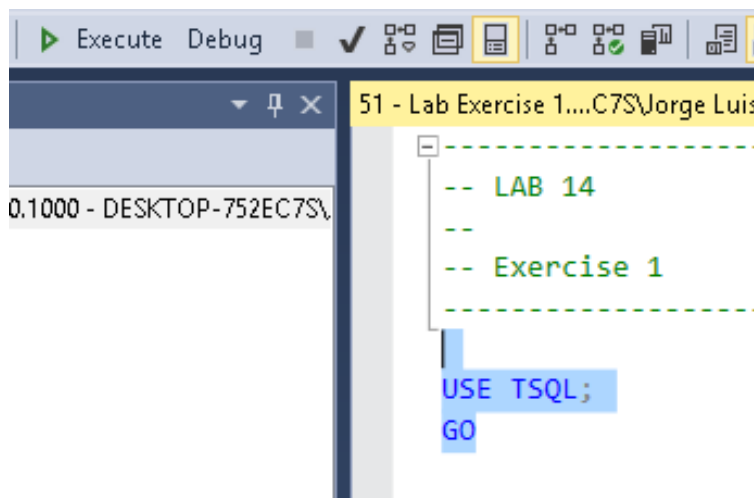 Execute Debug
51 - Lab Exercise 1....C7S\Jorge Luis
0.1000 - DESKTOP-752EC7S\
--------------------
-- LAB 14
--
-- Exercise 1
--------------------
USE TSQL;
GO